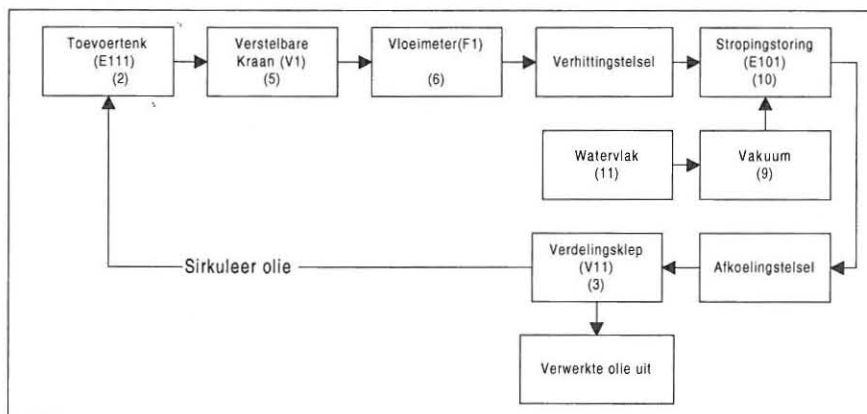 Toevoertenk
(E111)
(2)
Verstelbare
Kraan (V1)
(5)
Vloeimeter(F1)
(6)
Verhittingstelsel
Stropingstoring
(E101)
(10)
Watervlak
(11)
Vakuum
(9)
Sirkuleer olie
Verdelingsklep
(V11)
(3)
Afkoelingstelsel
Verwerkte olie uit